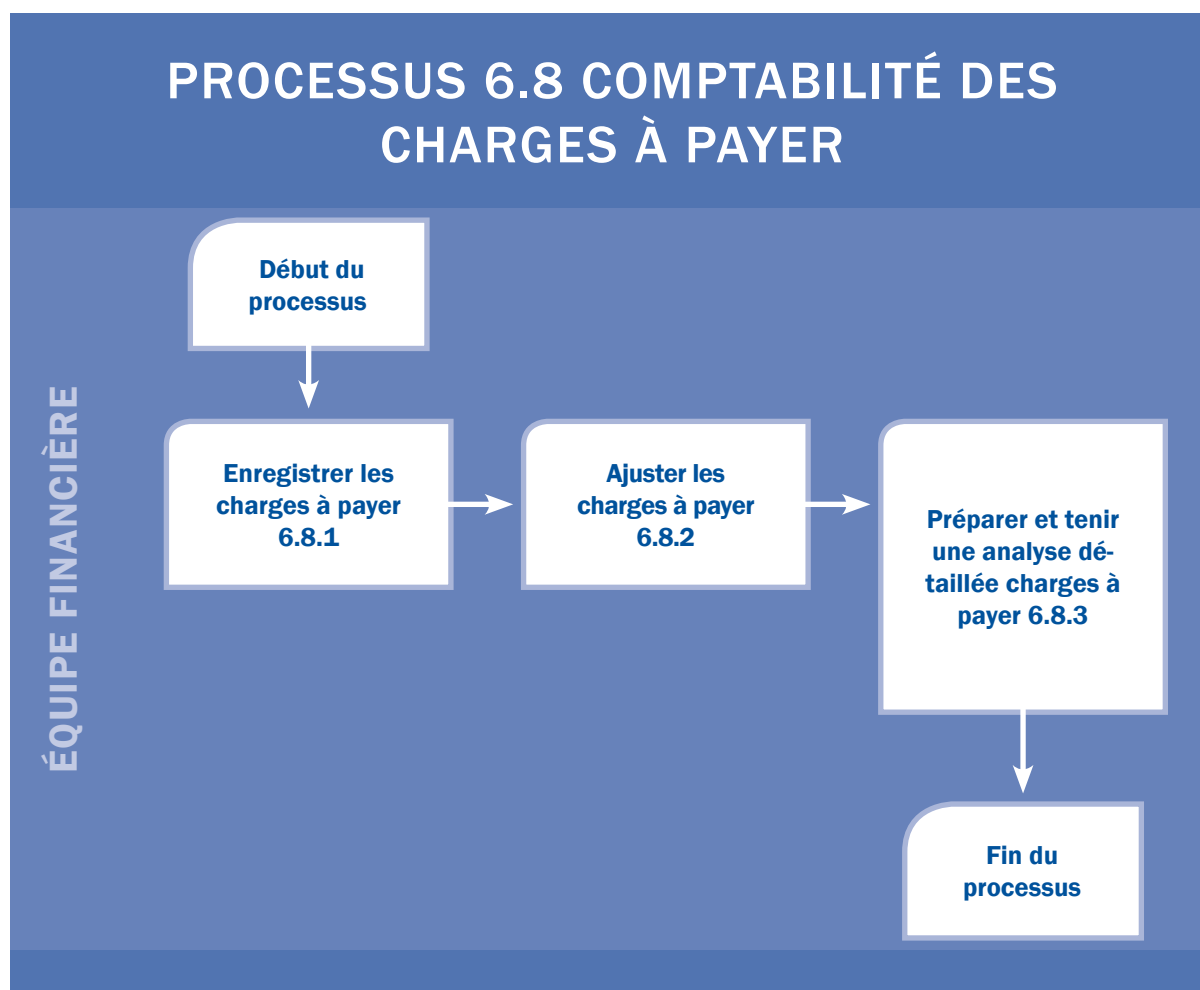 PROCESSUS 6.8 COMPTABILITÉ DES
CHARGES À PAYER
ÉQUIPE FINANCIÈRE
Début du
processus
Enregistrer les
charges à payer
6.8.1
Ajuster les
charges à payer
6.8.2
Préparer et tenir
une analyse dé-
taillée charges à
payer 6.8.3
Fin du
processus